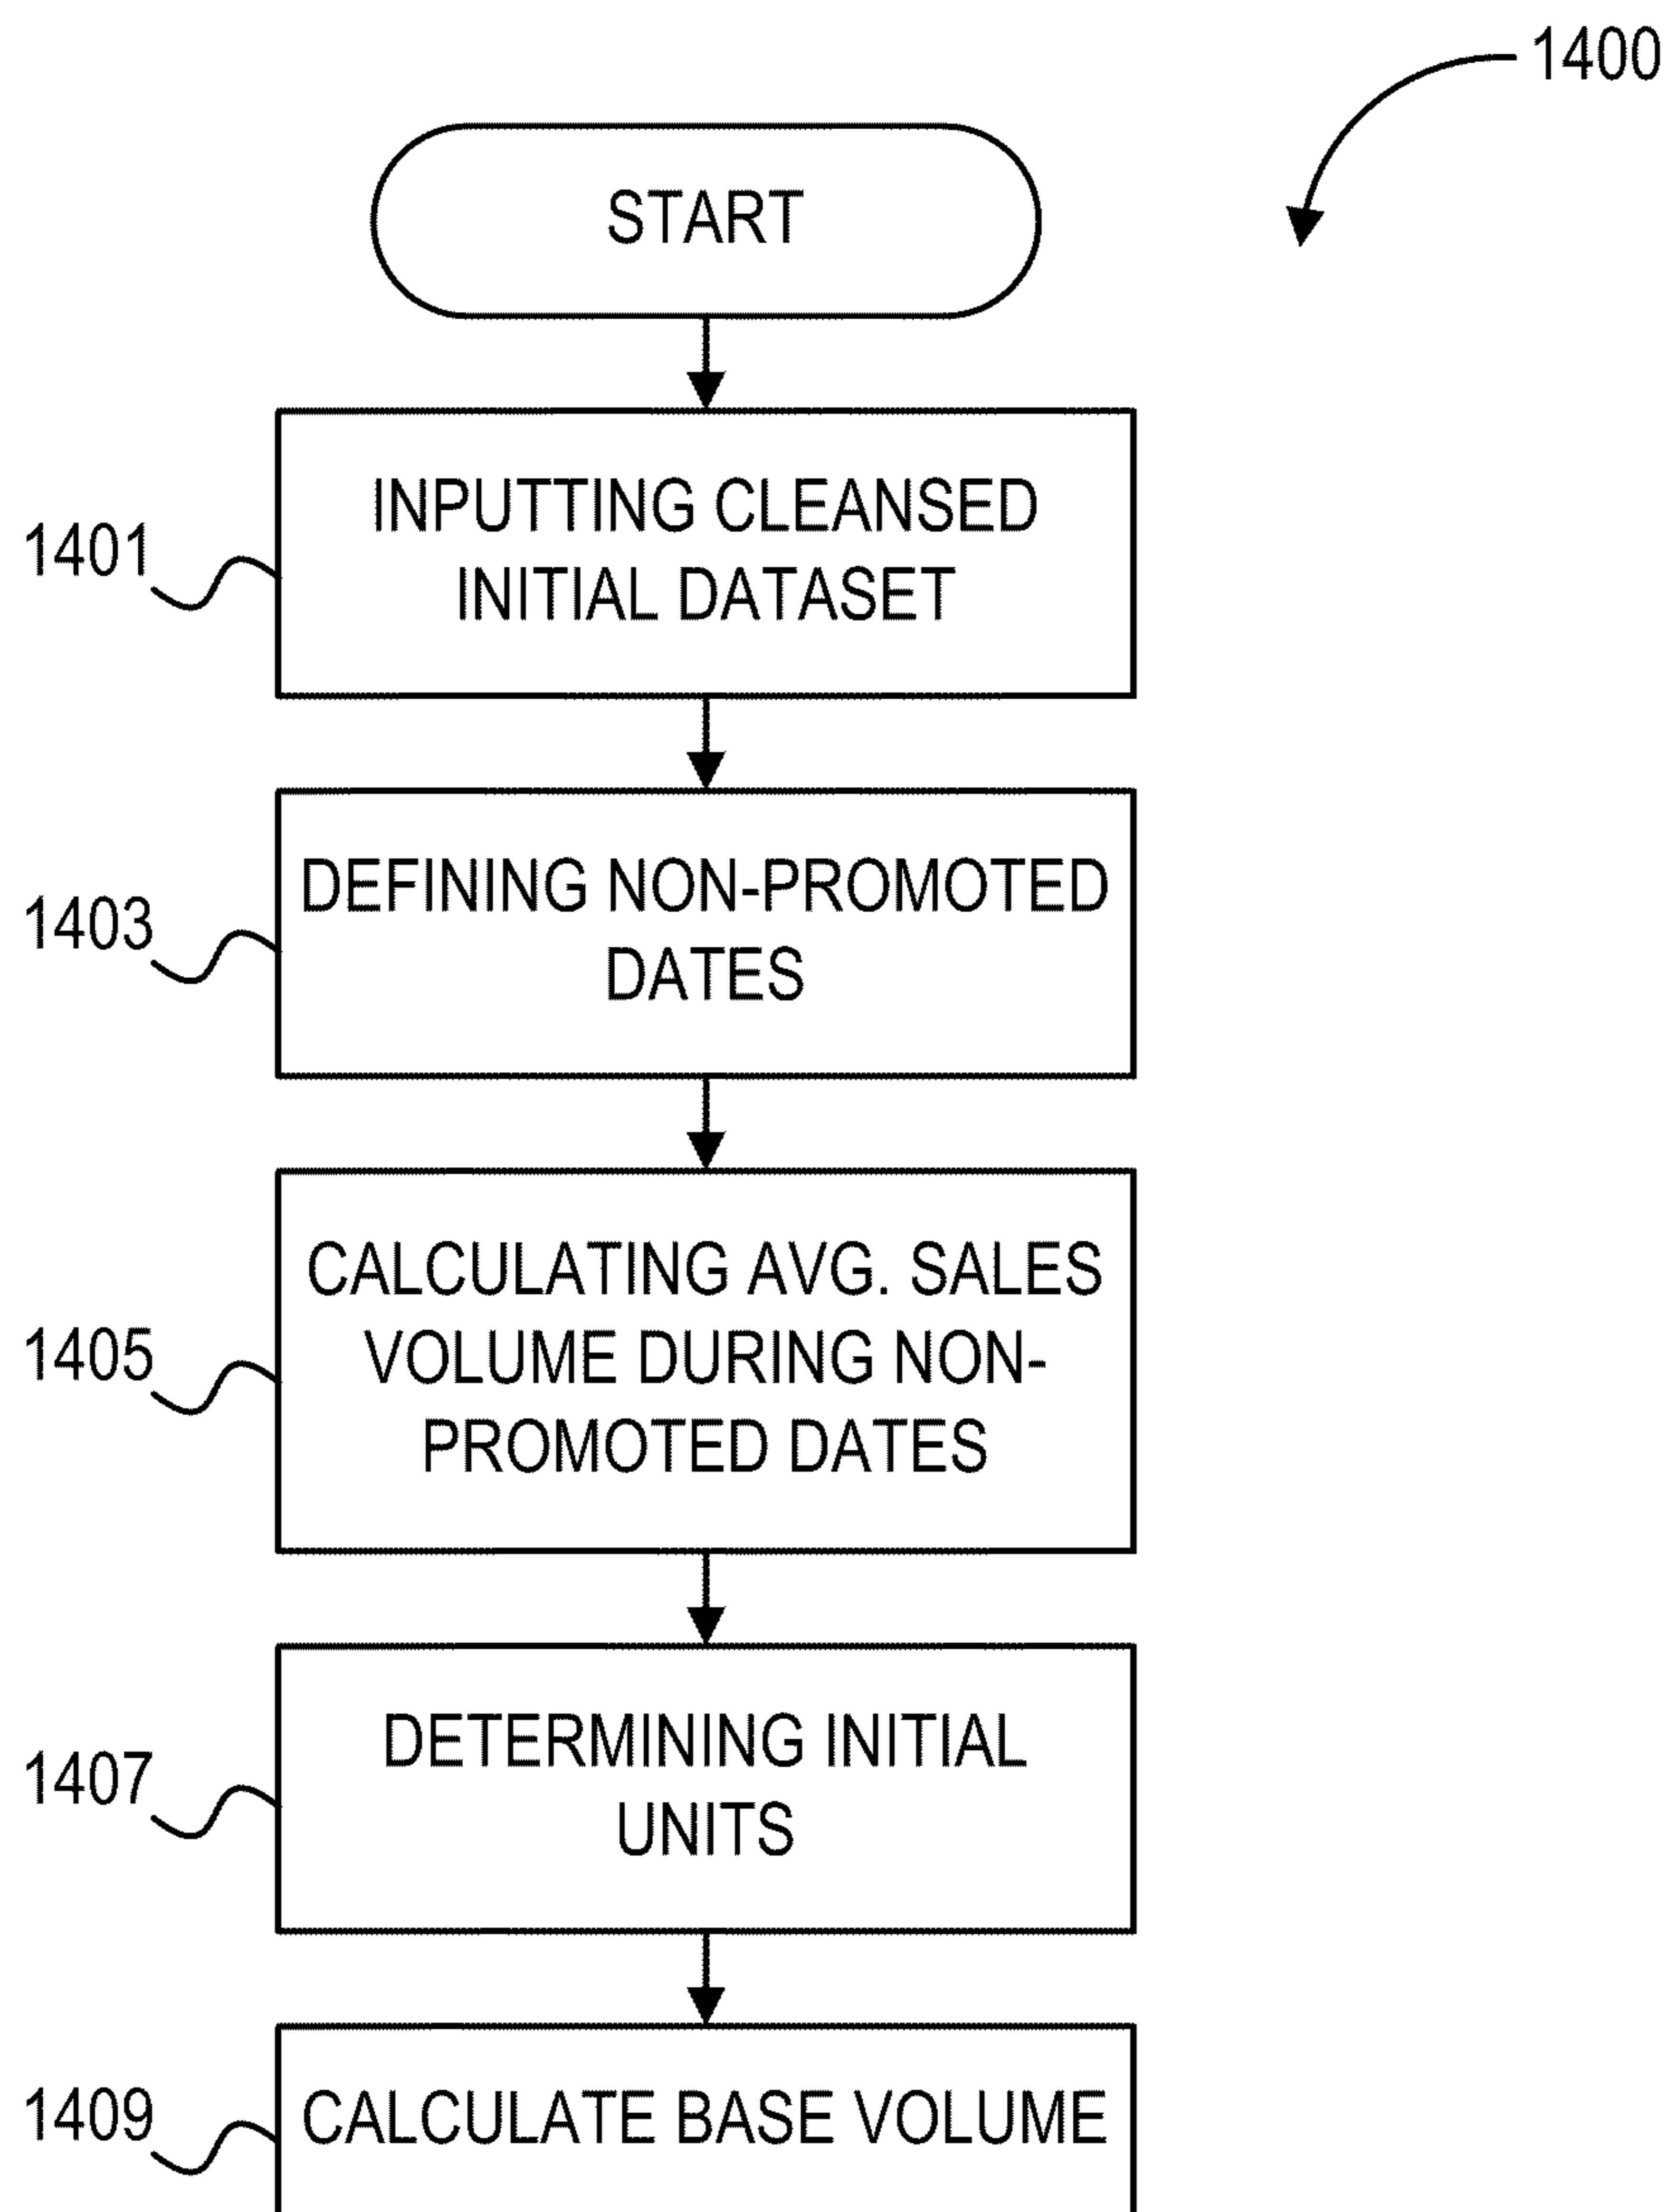 1400
START
1401
INPUTTING CLEANSED
INITIAL DATASET
1403
DEFINING NON-PROMOTED
DATES
1405
CALCULATING AVG. SALES
VOLUME DURING NON-
PROMOTED DATES
1407
DETERMINING INITIAL
UNITS
1409
CALCULATE BASE VOLUME